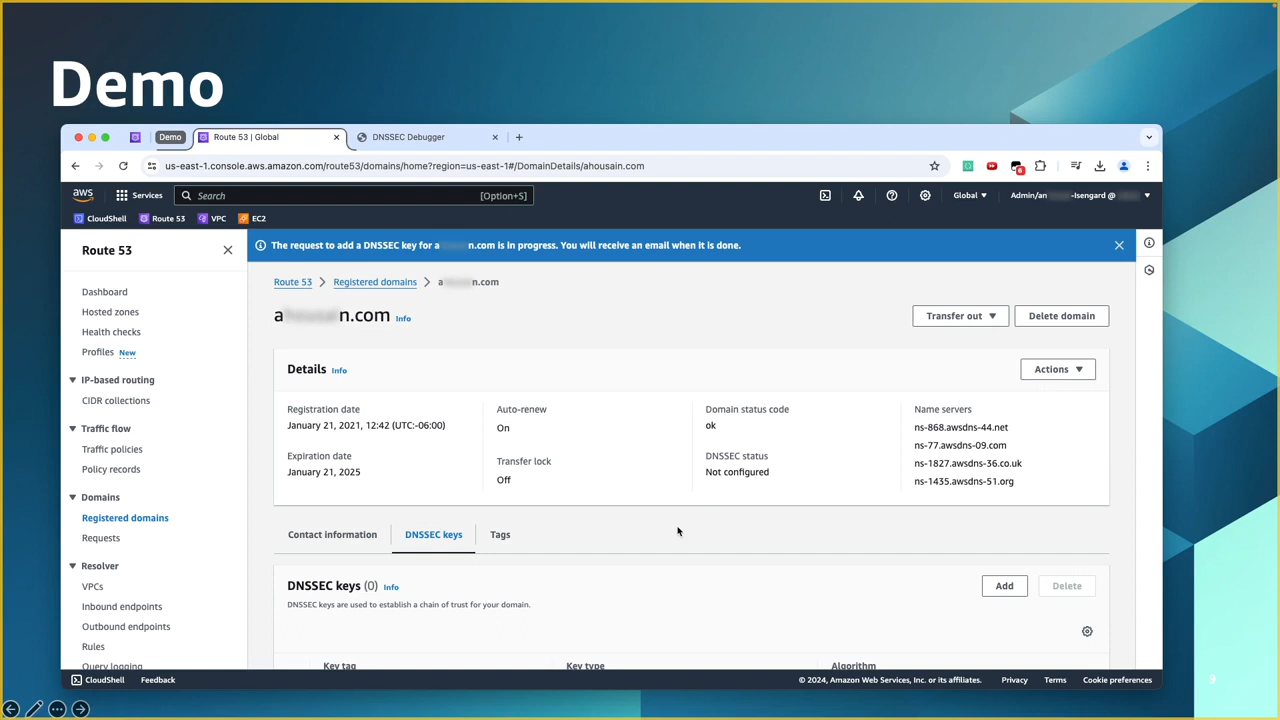 Demo
Demo
Route 53 | Global
DNSSEC Debugger
us-east-1.console.aws.amazon.com/route53/domains/home?region=us-east-1#/DomainDetails/ahousain.com
6
aws
Services
Search
[Option+S]
Global
Admin/an -Isengard @
CloudShell
Route 53
VPC
EC2
Route 53
Dashboard
Hosted zones
Health checks
Profiles New
IP-based routing
CIDR collections
Traffic flow
Traffic policies
Policy records
Domains
Registered domains
Requests
Resolver
VPCs
Inbound endpoints
Outbound endpoints
Rules
Query logging
The request to add a DNSSEC key for a n.com is in progress. You will receive an email when it is done.
Route 53 > Registered domains > a n.com
a n.com Info
Transfer out
Delete domain
Details Info
Actions
Registration date
January 21, 2021, 12:42 (UTC-06:00)
Expiration date
January 21, 2025
Auto-renew
On
Transfer lock
Off
Domain status code
ok
DNSSEC status
Not configured
Name servers
ns-868.awsdns-44.net
ns-77.awsdns-09.com
ns-1827.awsdns-36.co.uk
ns-1435.awsdns-51.org
Contact information
DNSSEC keys
Tags
DNSSEC keys (0) Info
DNSSEC keys are used to establish a chain of trust for your domain.
Add
Delete
Key tag
Key type
Algorithm
CloudShell
Feedback
© 2024, Amazon Web Services, Inc. or its affiliates.
Privacy
Terms
Cookie preferences
9